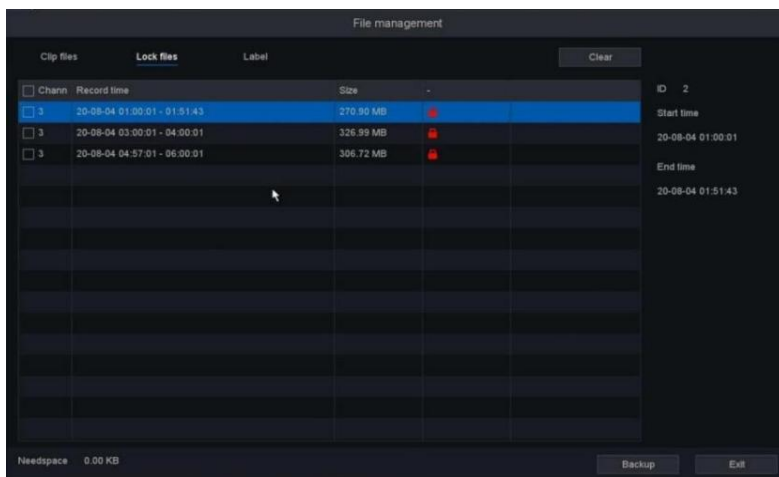 File management
Clip files Lock files Label Clear
Chann Record time Size -
3 20-08-04 01:00:01 - 01:51:43 270.90 MB
3 20-08-04 03:00:01 - 04:00:01 326.99 MB
3 20-08-04 04:57:01 - 06:00:01 306.72 MB
ID 2
Start time
20-08-04 01:00:01
End time
20-08-04 01:51:43
Needspace 0.00 KB Backup Exit